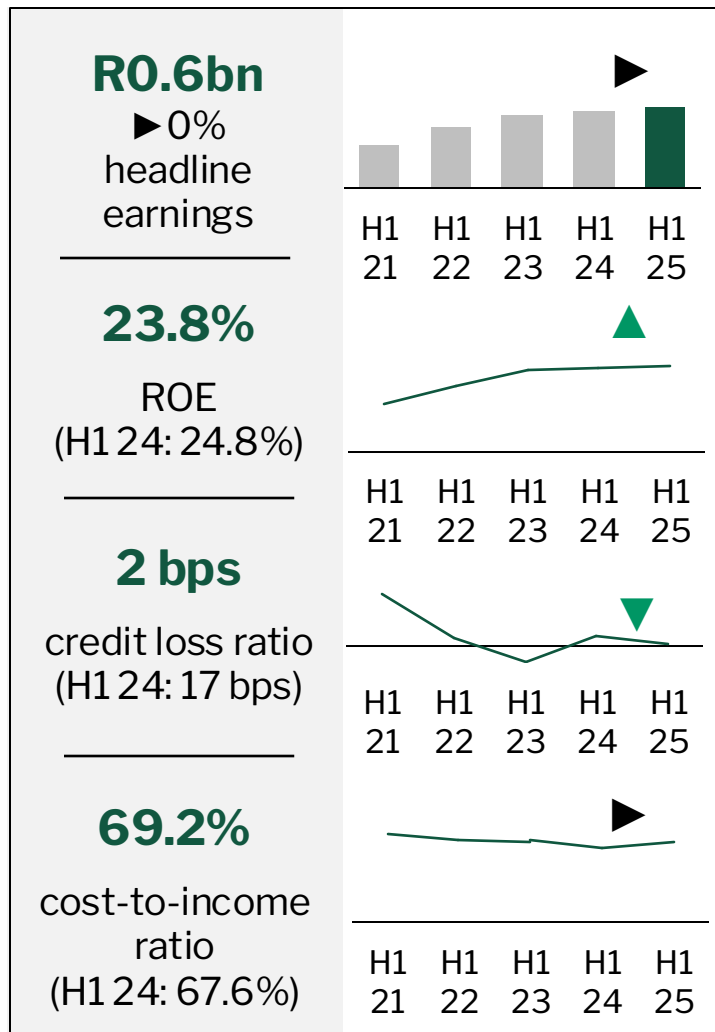 R0.6bn
►0%
headline
earnings
H1 H1 H1 H1 H1
21 22 23 24 25
23.8%
ROE
(H1 24: 24.8%)
H1 H1 H1 H1 H1
21 22 23 24 25
2 bps
credit loss ratio
(H1 24: 17 bps)
H1 H1 H1 H1 H1
21 22 23 24 25
69.2%
cost-to-income
ratio
(H1 24: 67.6%)
H1 H1 H1 H1 H1
21 22 23 24 25